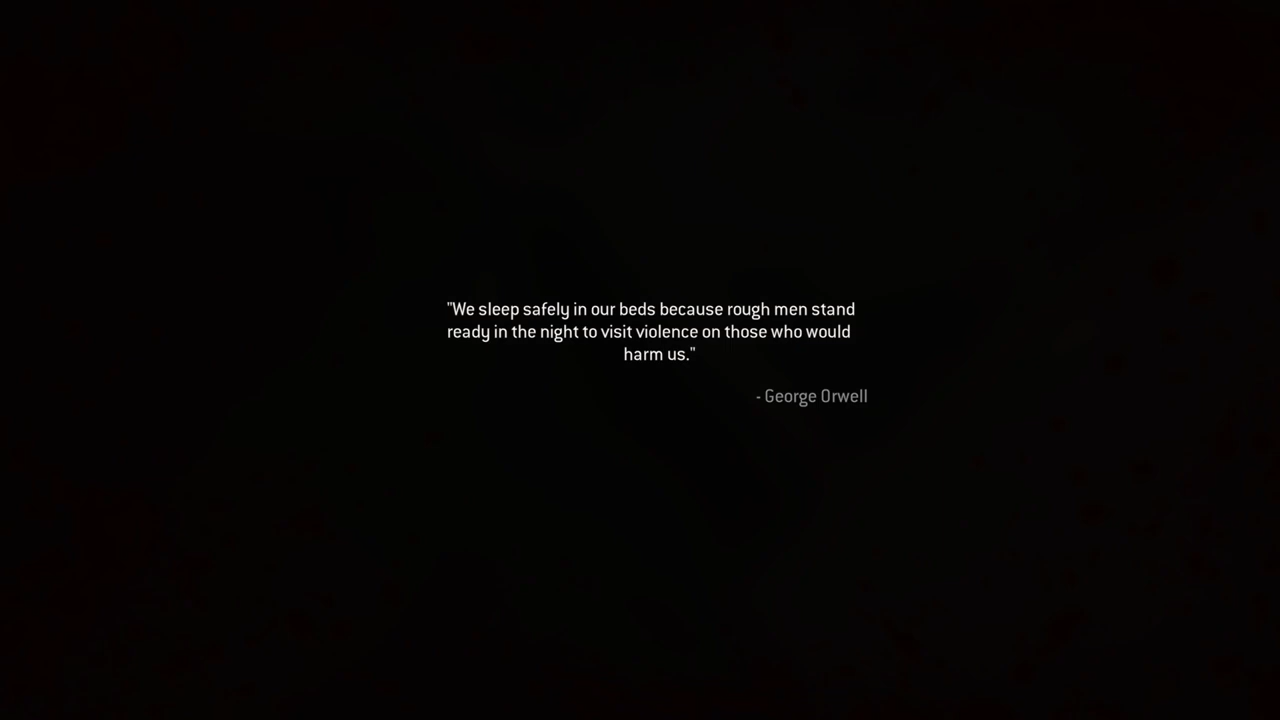 "We sleep safely in our beds because rough men stand
ready in the night to visit violence on those who would
harm us."
- George Orwell